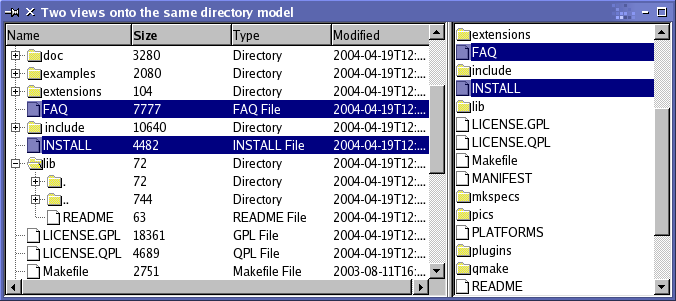 Two views onto the same directory model
Name Size Type Modified
doc 3280 Directory 2004-04-19T12:...
examples 2080 Directory 2004-04-19T12:...
extensions 104 Directory 2004-04-19T12:...
FAQ 7777 FAQ File 2004-04-19T12:...
include 10640 Directory 2004-04-19T12:...
INSTALL 4482 INSTALL File 2004-04-19T12:...
lib 72 Directory 2004-04-19T12:...
. 72 Directory 2004-04-19T12:...
.. 744 Directory 2004-04-19T12:...
README 63 README File 2004-04-19T12:...
LICENSE.GPL 18361 GPL File 2004-04-19T12:...
LICENSE.QPL 4689 QPL File 2004-04-19T12:...
Makefile 2751 Makefile File 2003-08-11T16:...
extensions
FAQ
include
INSTALL
lib
LICENSE.GPL
LICENSE.QPL
Makefile
MANIFEST
mkspecs
pics
PLATFORMS
plugins
qmake
README